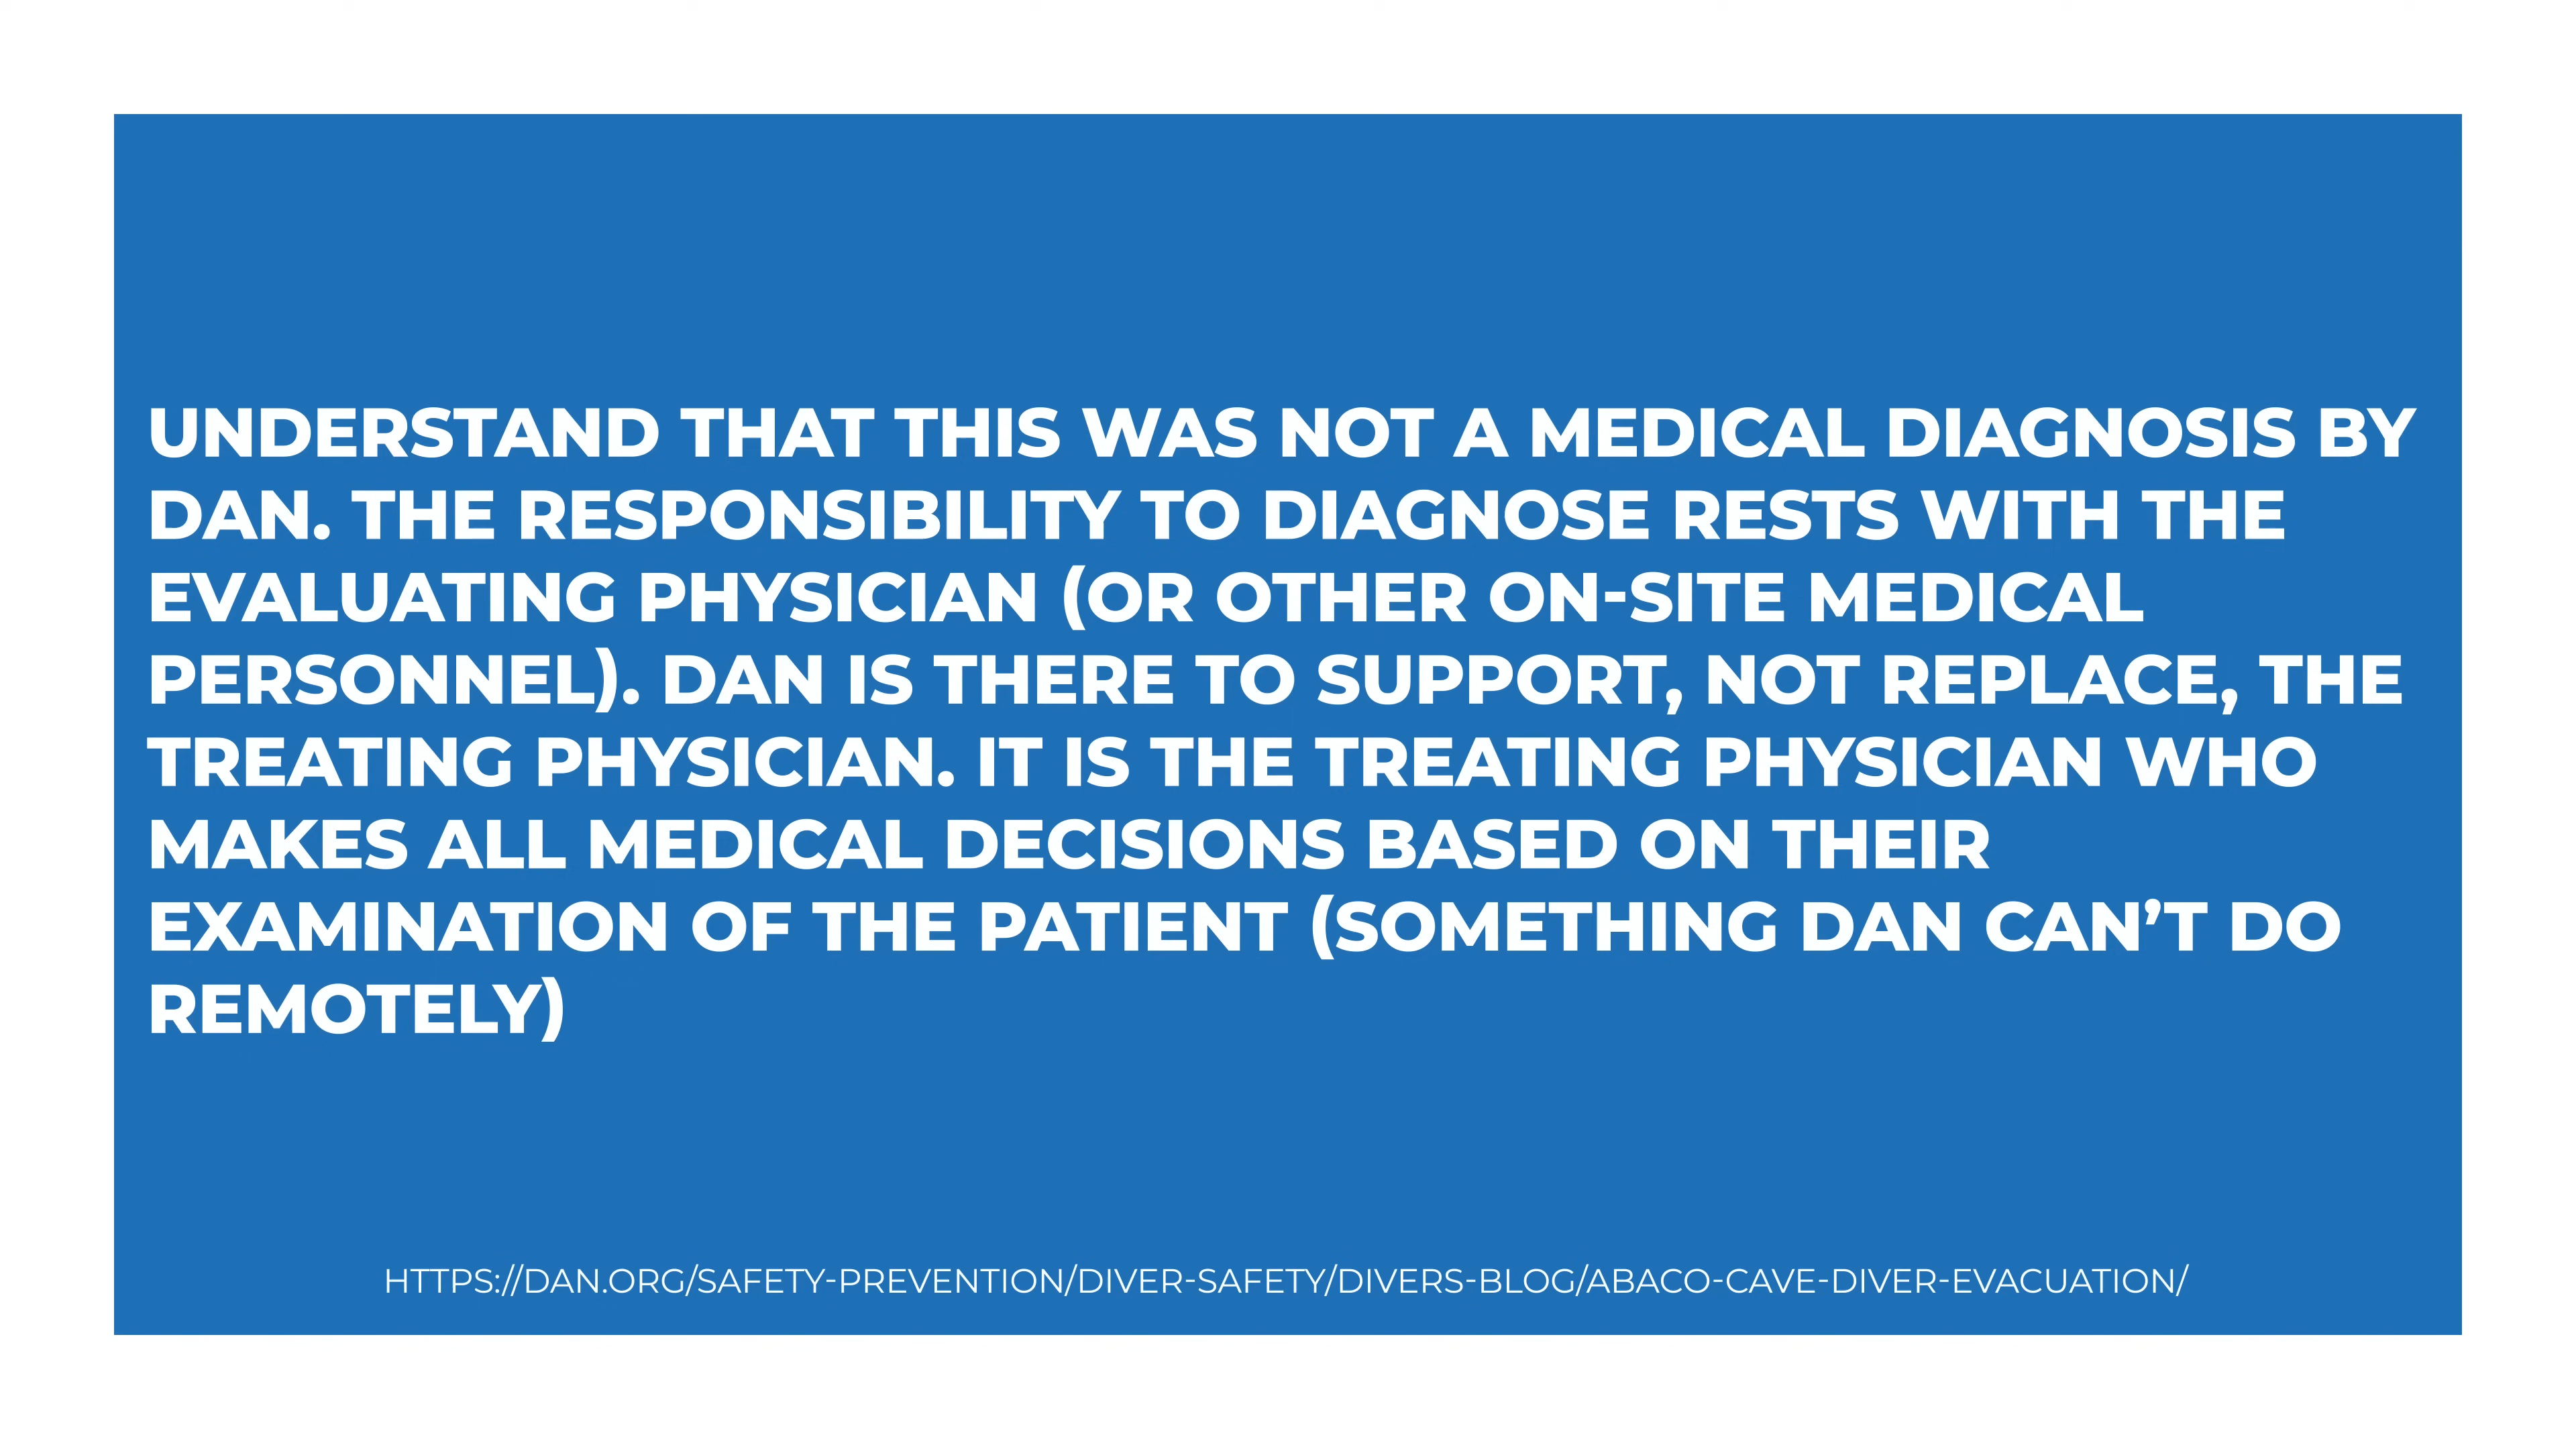 UNDERSTAND THAT THIS WAS NOT A MEDICAL DIAGNOSIS BY
DAN. THE RESPONSIBILITY TO DIAGNOSE RESTS WITH THE
EVALUATING PHYSICIAN (OR OTHER ON-SITE MEDICAL
PERSONNEL). DAN IS THERE TO SUPPORT, NOT REPLACE, THE
TREATING PHYSICIAN. IT IS THE TREATING PHYSICIAN WHO
MAKES ALL MEDICAL DECISIONS BASED ON THEIR
EXAMINATION OF THE PATIENT (SOMETHING DAN CAN’T DO
REMOTELY)
HTTPS://DAN.ORG/SAFETY-PREVENTION/DIVER-SAFETY/DIVERS-BLOG/ABACO-CAVE-DIVER-EVACUATION/